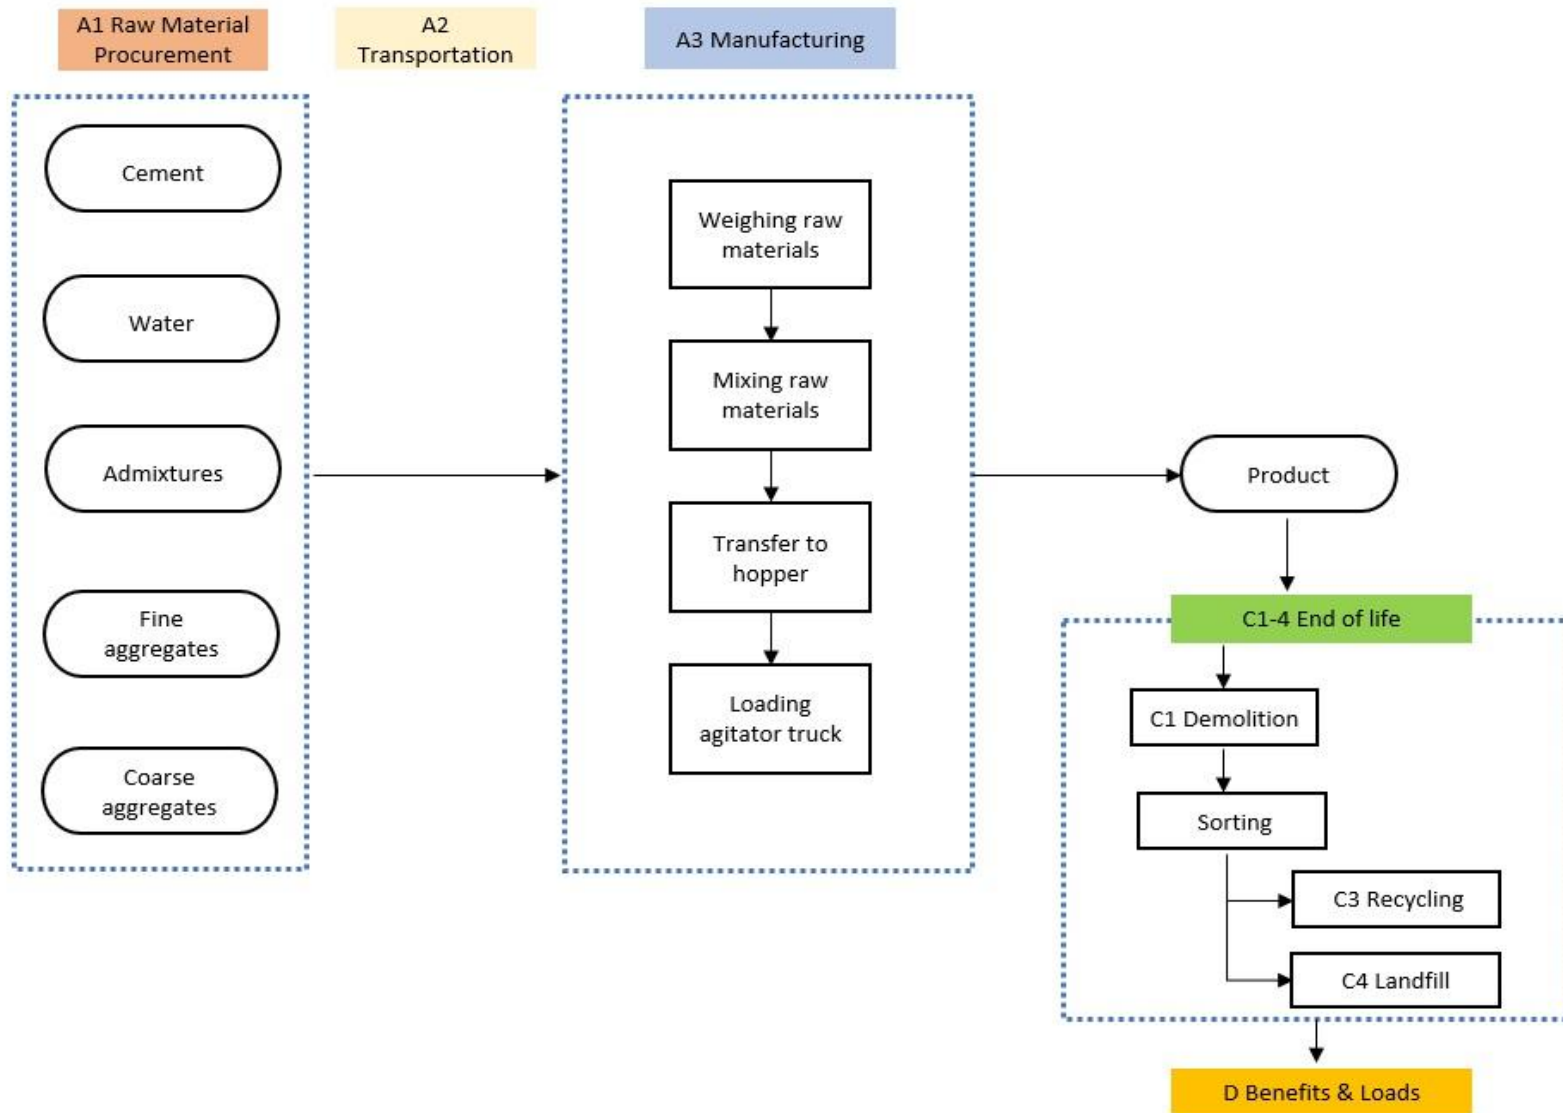 A1 Raw Material
Procurement
A2
Transportation
A3 Manufacturing
Cement
Water
Admixtures
Fine
aggregates
Coarse
aggregates
Weighing raw
materials
Mixing raw
materials
Transfer to
hopper
Loading
agitator truck
Product
C1-4 End of life
C1 Demolition
Sorting
C3 Recycling
C4 Landfill
D Benefits & Loads